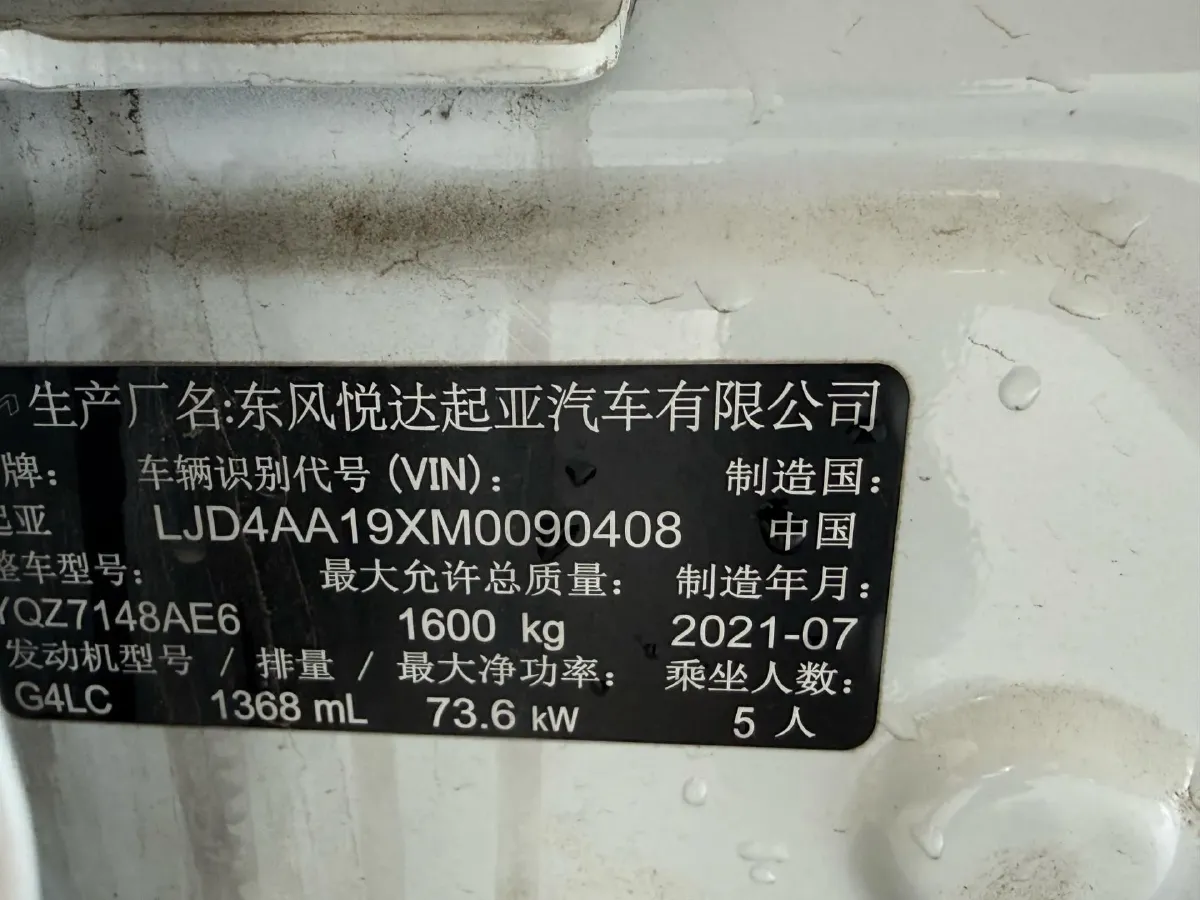 生产厂名:东风悦达起亚汽车有限公司
牌： 车辆识别代号(VIN)： 制造国：
起亚 LJD4AA19XM0090408 中国
整车型号： 最大允许总质量： 制造年月：
YQZ7148AE6 1600 kg 2021-07
发动机型号 / 排量 / 最大净功率： 乘坐人数：
G4LC 1368 mL 73.6 kW 5 人